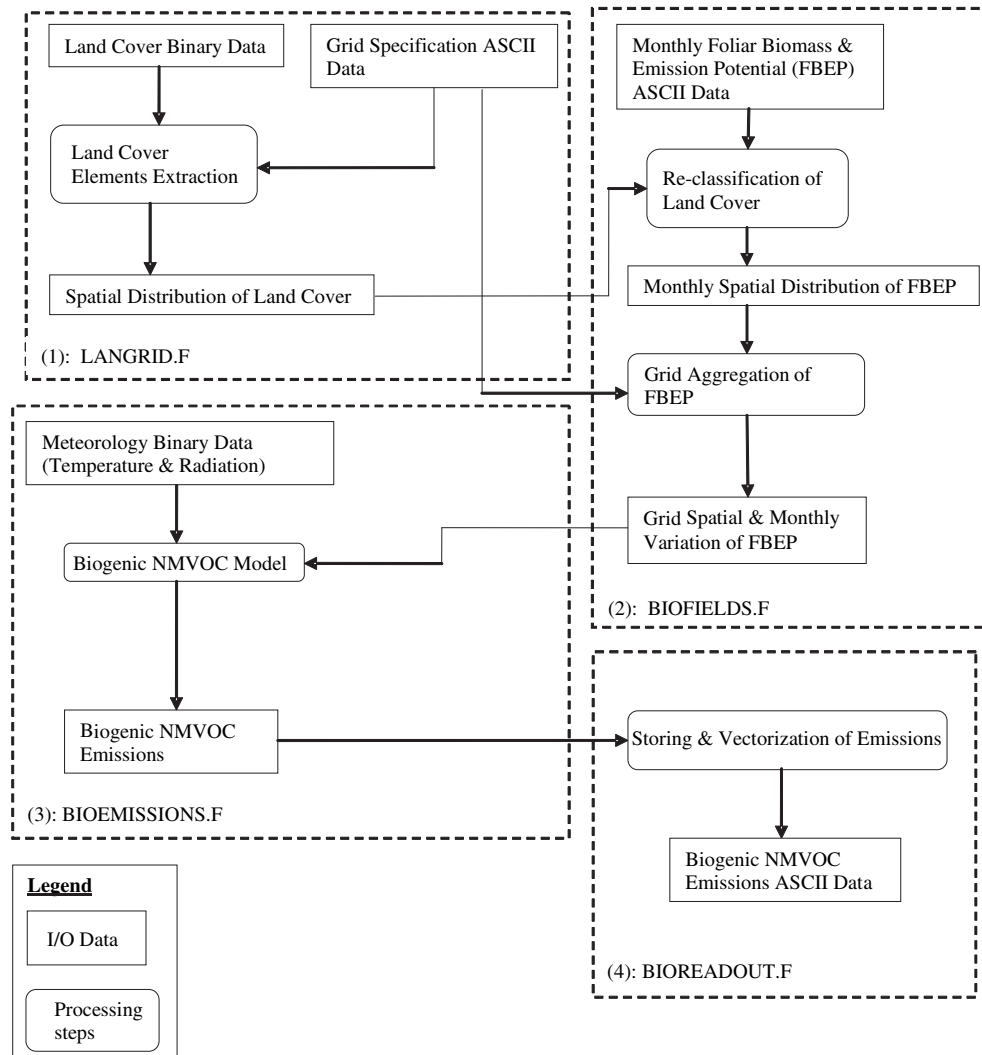 Land Cover Binary Data
Grid Specification ASCII
Data
Land Cover
Elements Extraction
Spatial Distribution of Land Cover
(1): LANGRID.F
Monthly Foliar Biomass &
Emission Potential (FBEP)
ASCII Data
Re-classification of
Land Cover
Monthly Spatial Distribution of FBEP
Grid Aggregation of
FBEP
Grid Spatial & Monthly
Variation of FBEP
(2): BIOFIELDS.F
Meteorology Binary Data
(Temperature & Radiation)
Biogenic NMVOC Model
Biogenic NMVOC
Emissions
(3): BIOEMISSIONS.F
Storing & Vectorization of Emissions
Biogenic NMVOC
Emissions ASCII Data
(4): BIOREADOUT.F
Legend
I/O Data
Processing
steps